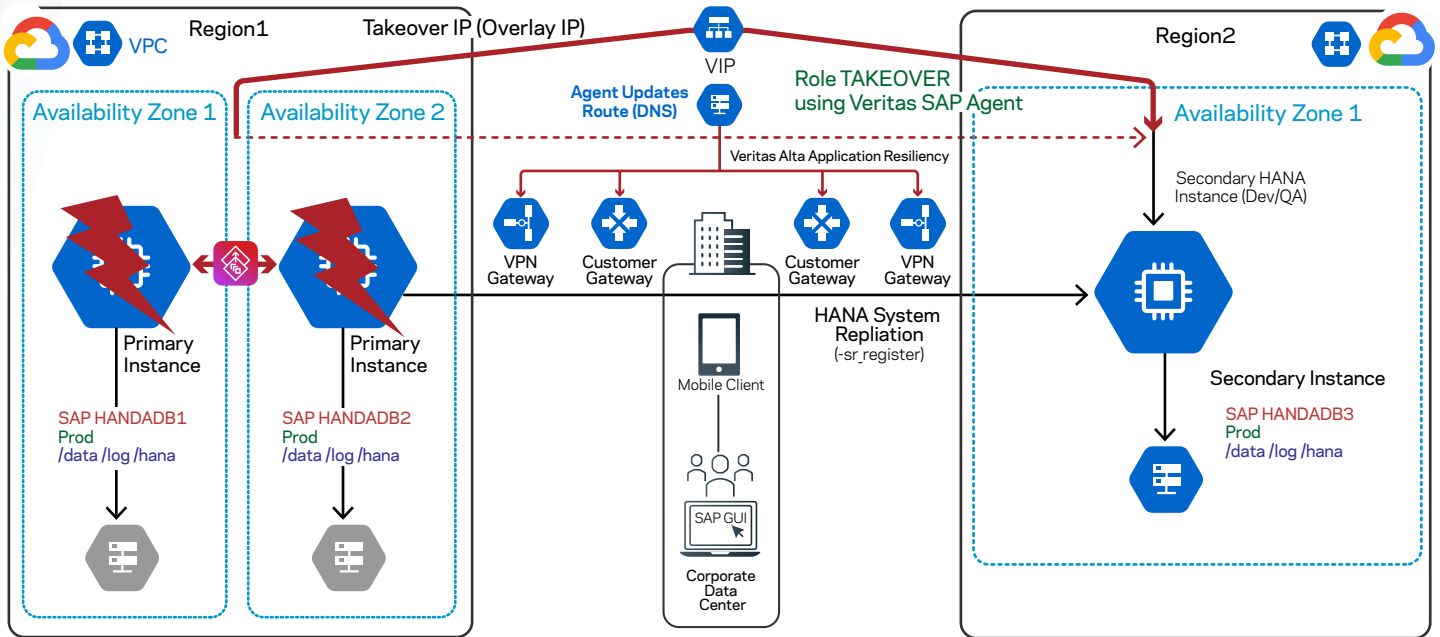 Region1
Takeover IP (Overlay IP)
VPC
VIP
Region2
Agent Updates
Route (DNS)
Role TAKEOVER
using Veritas SAP Agent
Availability Zone 1
Availability Zone 2
Availability Zone 1
Veritas Alta Application Resiliency
Secondary HANA
Instance (Dev/QA)
VPN
Gateway
Customer
Gateway
Customer
Gateway
VPN
Gateway
HANA System
Repliation
(-sr_register)
Primary
Instance
Primary
Instance
Mobile Client
Secondary Instance
SAP HANDADB1
Prod
/data /log /hana
SAP HANDADB2
Prod
/data /log /hana
SAP HANDADB3
Prod
/data /log /hana
SAP GUI
Corporate
Data
Center